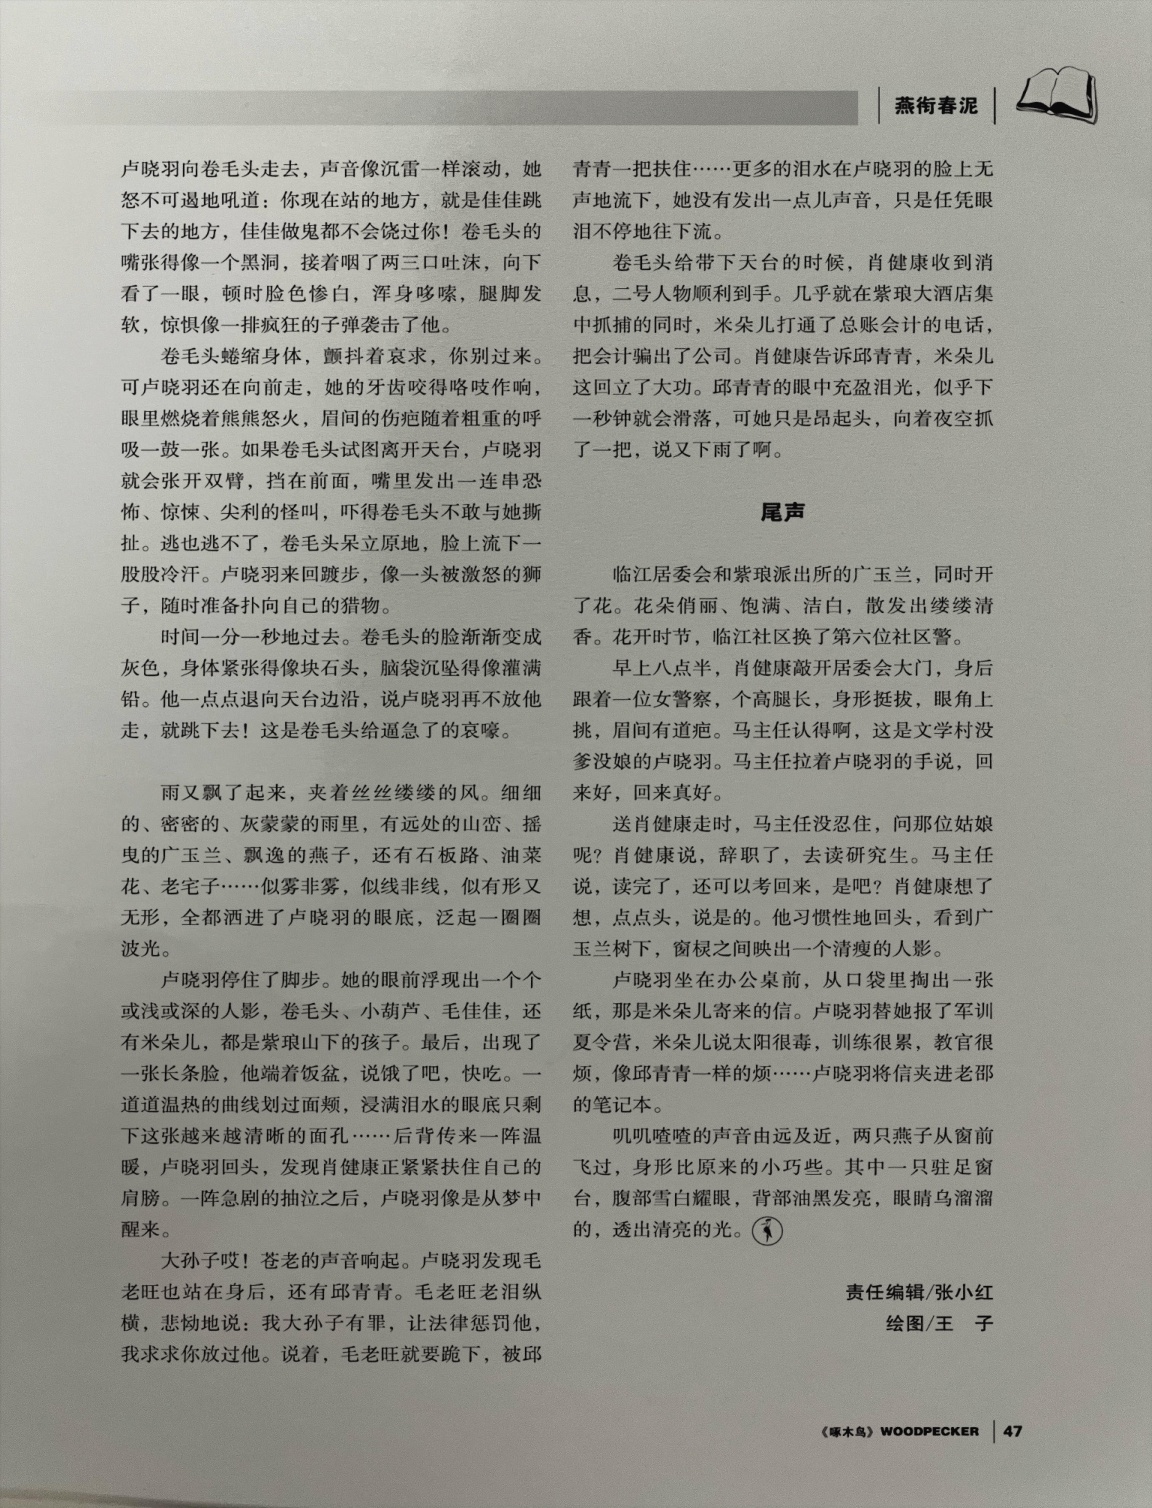 燕衔春泥
卢晓羽向卷毛头走去，声音像沉雷一样滚动，她
怒不可遏地吼道：你现在站的地方，就是佳佳跳
下去的地方，佳佳做鬼都不会饶过你！卷毛头的
嘴张得像一个黑洞，接着咽了两三口吐沫，向下
看了一眼，顿时脸色惨白，浑身哆嗦，腿脚发
软，惊惧像一排疯狂的子弹袭击了他。
卷毛头蜷缩身体，颤抖着哀求，你别过来。
可卢晓羽还在向前走，她的牙齿咬得咯吱作响，
眼里燃烧着熊熊怒火，眉间的伤疤随着粗重的呼
吸一鼓一张。如果卷毛头试图离开天台，卢晓羽
就会张开双臂，挡在前面，嘴里发出一连串恐
怖、惊悚、尖利的怪叫，吓得卷毛头不敢与她撕
扯。逃也逃不了，卷毛头呆立原地，脸上流下一
股股冷汗。卢晓羽来回踱步，像一头被激怒的狮
子，随时准备扑向自己的猎物。
时间一分一秒地过去。卷毛头的脸渐渐变成
灰色，身体紧张得像块石头，脑袋沉坠得像灌满
铅。他一点点退向天台边沿，说卢晓羽再不放他
走，就跳下去！这是卷毛头给逼急了的哀嚎。
雨又飘了起来，夹着丝丝缕缕的风。细细
的、密密的、灰蒙蒙的雨里，有远处的山峦、摇
曳的广玉兰、飘逸的燕子，还有石板路、油菜
花、老宅子……似雾非雾，似线非线，似有形又
无形，全都洒进了卢晓羽的眼底，泛起一圈圈
波光。
卢晓羽停住了脚步。她的眼前浮现出一个个
或浅或深的人影，卷毛头、小葫芦、毛佳佳，还
有米朵儿，都是紫琅山下的孩子。最后，出现了
一张长条脸，他端着饭盆，说饿了吧，快吃。一
道道温热的曲线划过面颊，浸满泪水的眼底只剩
下这张越来越清晰的面孔……后背传来一阵温
暖，卢晓羽回头，发现肖健康正紧紧扶住自己的
肩膀。一阵急剧的抽泣之后，卢晓羽像是从梦中
醒来。
大孙子哎！苍老的声音响起。卢晓羽发现毛
老旺也站在身后，还有邱青青。毛老旺老泪纵
横，悲恸地说：我大孙子有罪，让法律惩罚他，
我求求你放过他。说着，毛老旺就要跪下，被邱
青青一把扶住……更多的泪水在卢晓羽的脸上无
声地流下，她没有发出一点儿声音，只是任凭眼
泪不停地往下流。
卷毛头给带下天台的时候，肖健康收到消
息，二号人物顺利到手。几乎就在紫琅大酒店集
中抓捕的同时，米朵儿打通了总账会计的电话，
把会计骗出了公司。肖健康告诉邱青青，米朵儿
这回立了大功。邱青青的眼中充盈泪光，似乎下
一秒钟就会滑落，可她只是昂起头，向着夜空抓
了一把，说又下雨了啊。
尾声
临江居委会和紫琅派出所的广玉兰，同时开
了花。花朵俏丽、饱满、洁白，散发出缕缕清
香。花开时节，临江社区换了第六位社区警。
早上八点半，肖健康敲开居委会大门，身后
跟着一位女警察，个高腿长，身形挺拔，眼角上
挑，眉间有道疤。马主任认得啊，这是文学村没
爹没娘的卢晓羽。马主任拉着卢晓羽的手说，回
来好，回来真好。
送肖健康走时，马主任没忍住，问那位姑娘
呢？肖健康说，辞职了，去读研究生。马主任
说，读完了，还可以考回来，是吧？肖健康想了
想，点点头，说是的。他习惯性地回头，看到广
玉兰树下，窗棂之间映出一个清瘦的人影。
卢晓羽坐在办公桌前，从口袋里掏出一张
纸，那是米朵儿寄来的信。卢晓羽替她报了军训
夏令营，米朵儿说太阳很毒，训练很累，教官很
烦，像邱青青一样的烦……卢晓羽将信夹进老邵
的笔记本。
叽叽喳喳的声音由远及近，两只燕子从窗前
飞过，身形比原来的小巧些。其中一只驻足窗
台，腹部雪白耀眼，背部油黑发亮，眼睛乌溜溜
的，透出清亮的光。
责任编辑/张小红
绘图/王　子
《啄木鸟》WOODPECKER 47